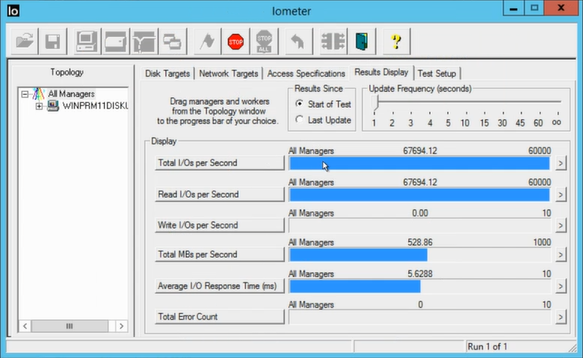 Io
Iometer
STOP
STOP
ALL
?
Topology
All Managers
WINPRM11DISKL
Disk Targets | Network Targets | Access Specifications | Results Display | Test Setup
Drag managers and workers
from the Topology window
to the progress bar of your choice.
Results Since
Start of Test
Last Update
Update Frequency (seconds)
1 2 3 4 5 10 15 30 45 60 oo
Display
All Managers 67694.12 60000
Total I/Os per Second >
All Managers 67694.12 60000
Read I/Os per Second >
All Managers 0.00 10
Write I/Os per Second >
All Managers 528.86 1000
Total MBs per Second >
All Managers 5.6288 10
Average I/O Response Time (ms) >
All Managers 0 10
Total Error Count >
Run 1 of 1